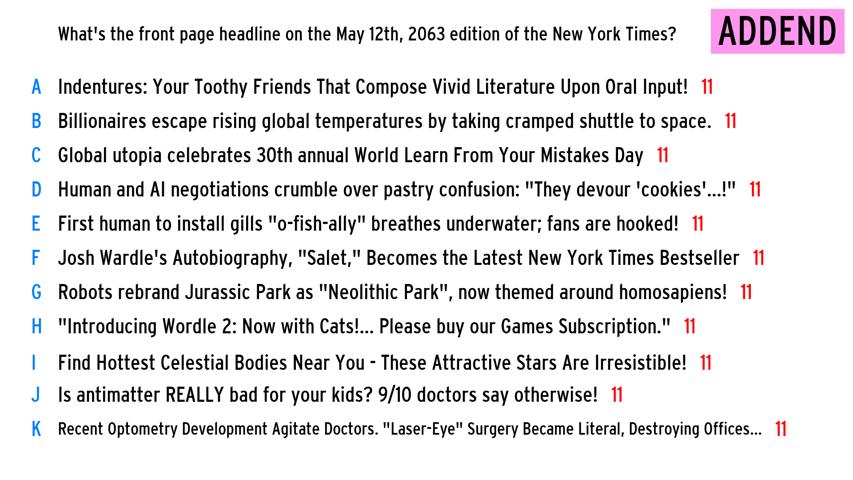 What's the front page headline on the May 12th, 2063 edition of the New York Times?
ADDEND
A Indentures: Your Toothy Friends That Compose Vivid Literature Upon Oral Input! 11
B Billionaires escape rising global temperatures by taking cramped shuttle to space. 11
C Global utopia celebrates 30th annual World Learn From Your Mistakes Day 11
D Human and AI negotiations crumble over pastry confusion: "They devour 'cookies'...!" 11
E First human to install gills "o-fish-ally" breathes underwater; fans are hooked! 11
F Josh Wardle's Autobiography, "Salet," Becomes the Latest New York Times Bestseller 11
G Robots rebrand Jurassic Park as "Neolithic Park", now themed around homosapiens! 11
H "Introducing Wordle 2: Now with Cats!... Please buy our Games Subscription." 11
I Find Hottest Celestial Bodies Near You - These Attractive Stars Are Irresistible! 11
J Is antimatter REALLY bad for your kids? 9/10 doctors say otherwise! 11
K Recent Optometry Development Agitate Doctors. "Laser-Eye" Surgery Became Literal, Destroying Offices... 11